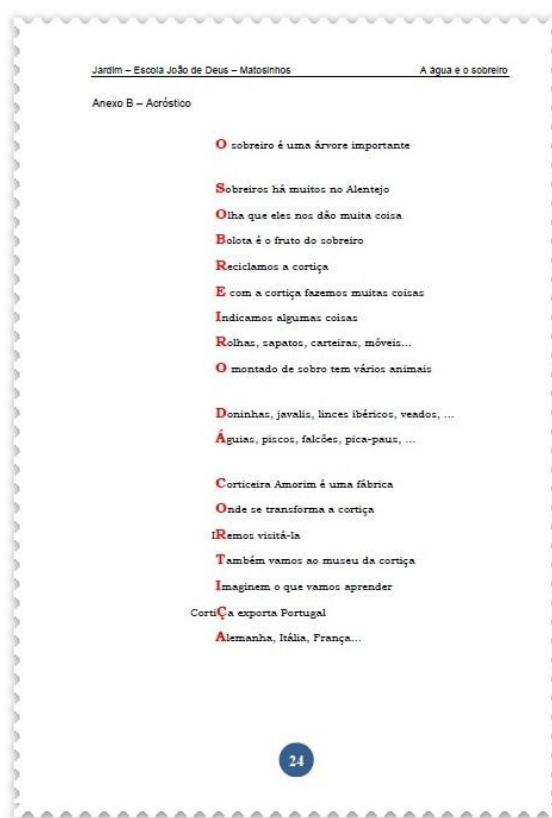 Jardim – Escola João de Deus – Matosinhos A água e o sobreiro
Anexo B – Acróstico
O sobreiro é uma árvore importante
Sobreiros há muitos no Alentejo
Olha que eles nos dão muita coisa
Bolota é o fruto do sobreiro
Reciclamos a cortiça
E com a cortiça fazemos muitas coisas
Indicamos algumas coisas
Rolhas, sapatos, carteiras, móveis...
O montado de sobro tem vários animais
Doninhas, javalis, linces ibéricos, veados, ...
Águias, piscos, falcões, pica-paus, ...
Corticeira Amorim é uma fábrica
Onde se transforma a cortiça
IRemos visitá-la
Também vamos ao museu da cortiça
Imaginem o que vamos aprender
CortiÇa exporta Portugal
Alemanha, Itália, França...
24